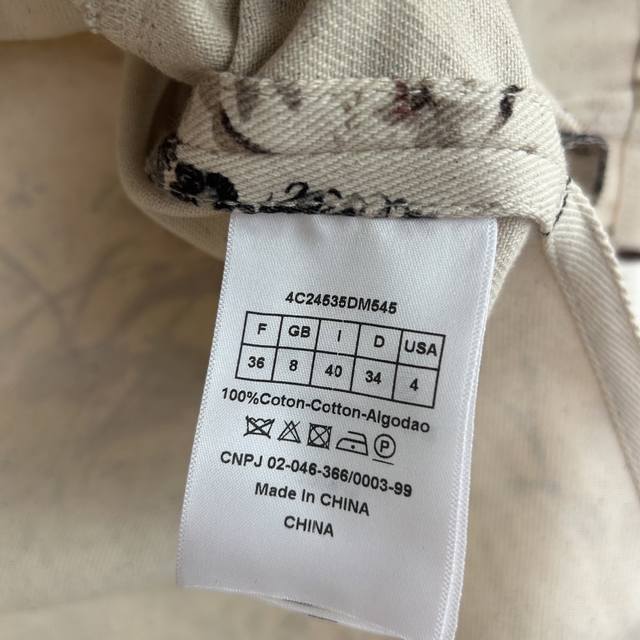 4C24535DM545
F GB I D USA
36 8 40 34 4
100%Coton-Cotton-Algodao
P
CNPJ 02-046-366/0003-99
Made In CHINA
CHINA